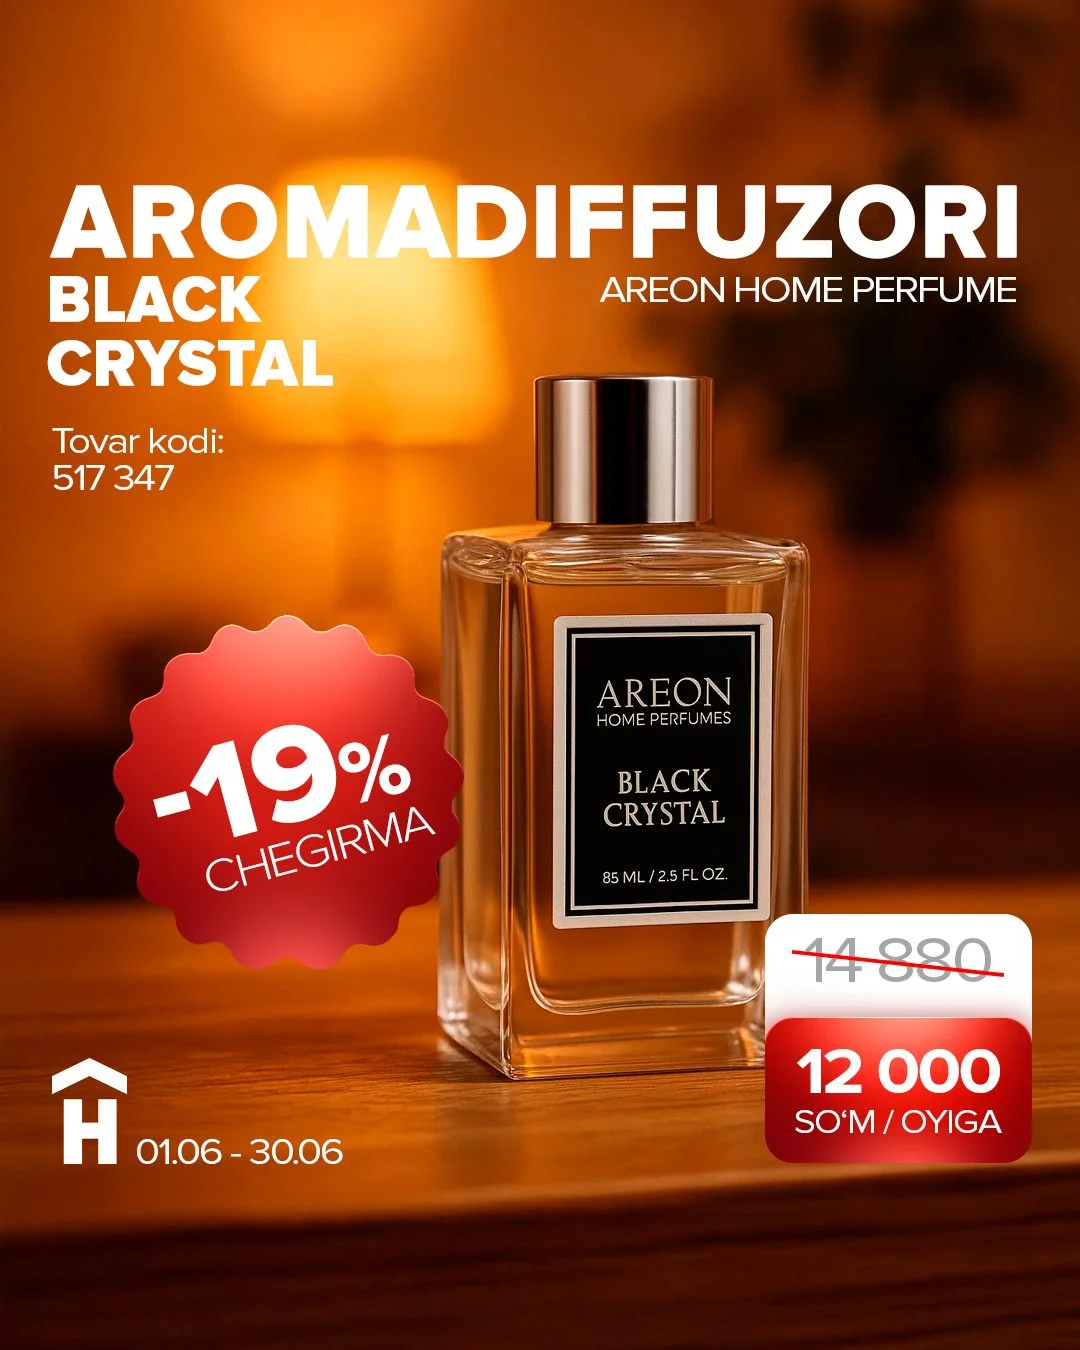 AROMADIFFUZORI
BLACK
CRYSTAL
AREON HOME PERFUME
Tovar kodi:
517 347
-19%
CHEGIRMA
AREON
HOME PERFUMES
BLACK
CRYSTAL
85 ML / 2.5 FL OZ.
14 880
12 000
SO‘M / OYIGA
H
01.06 - 30.06